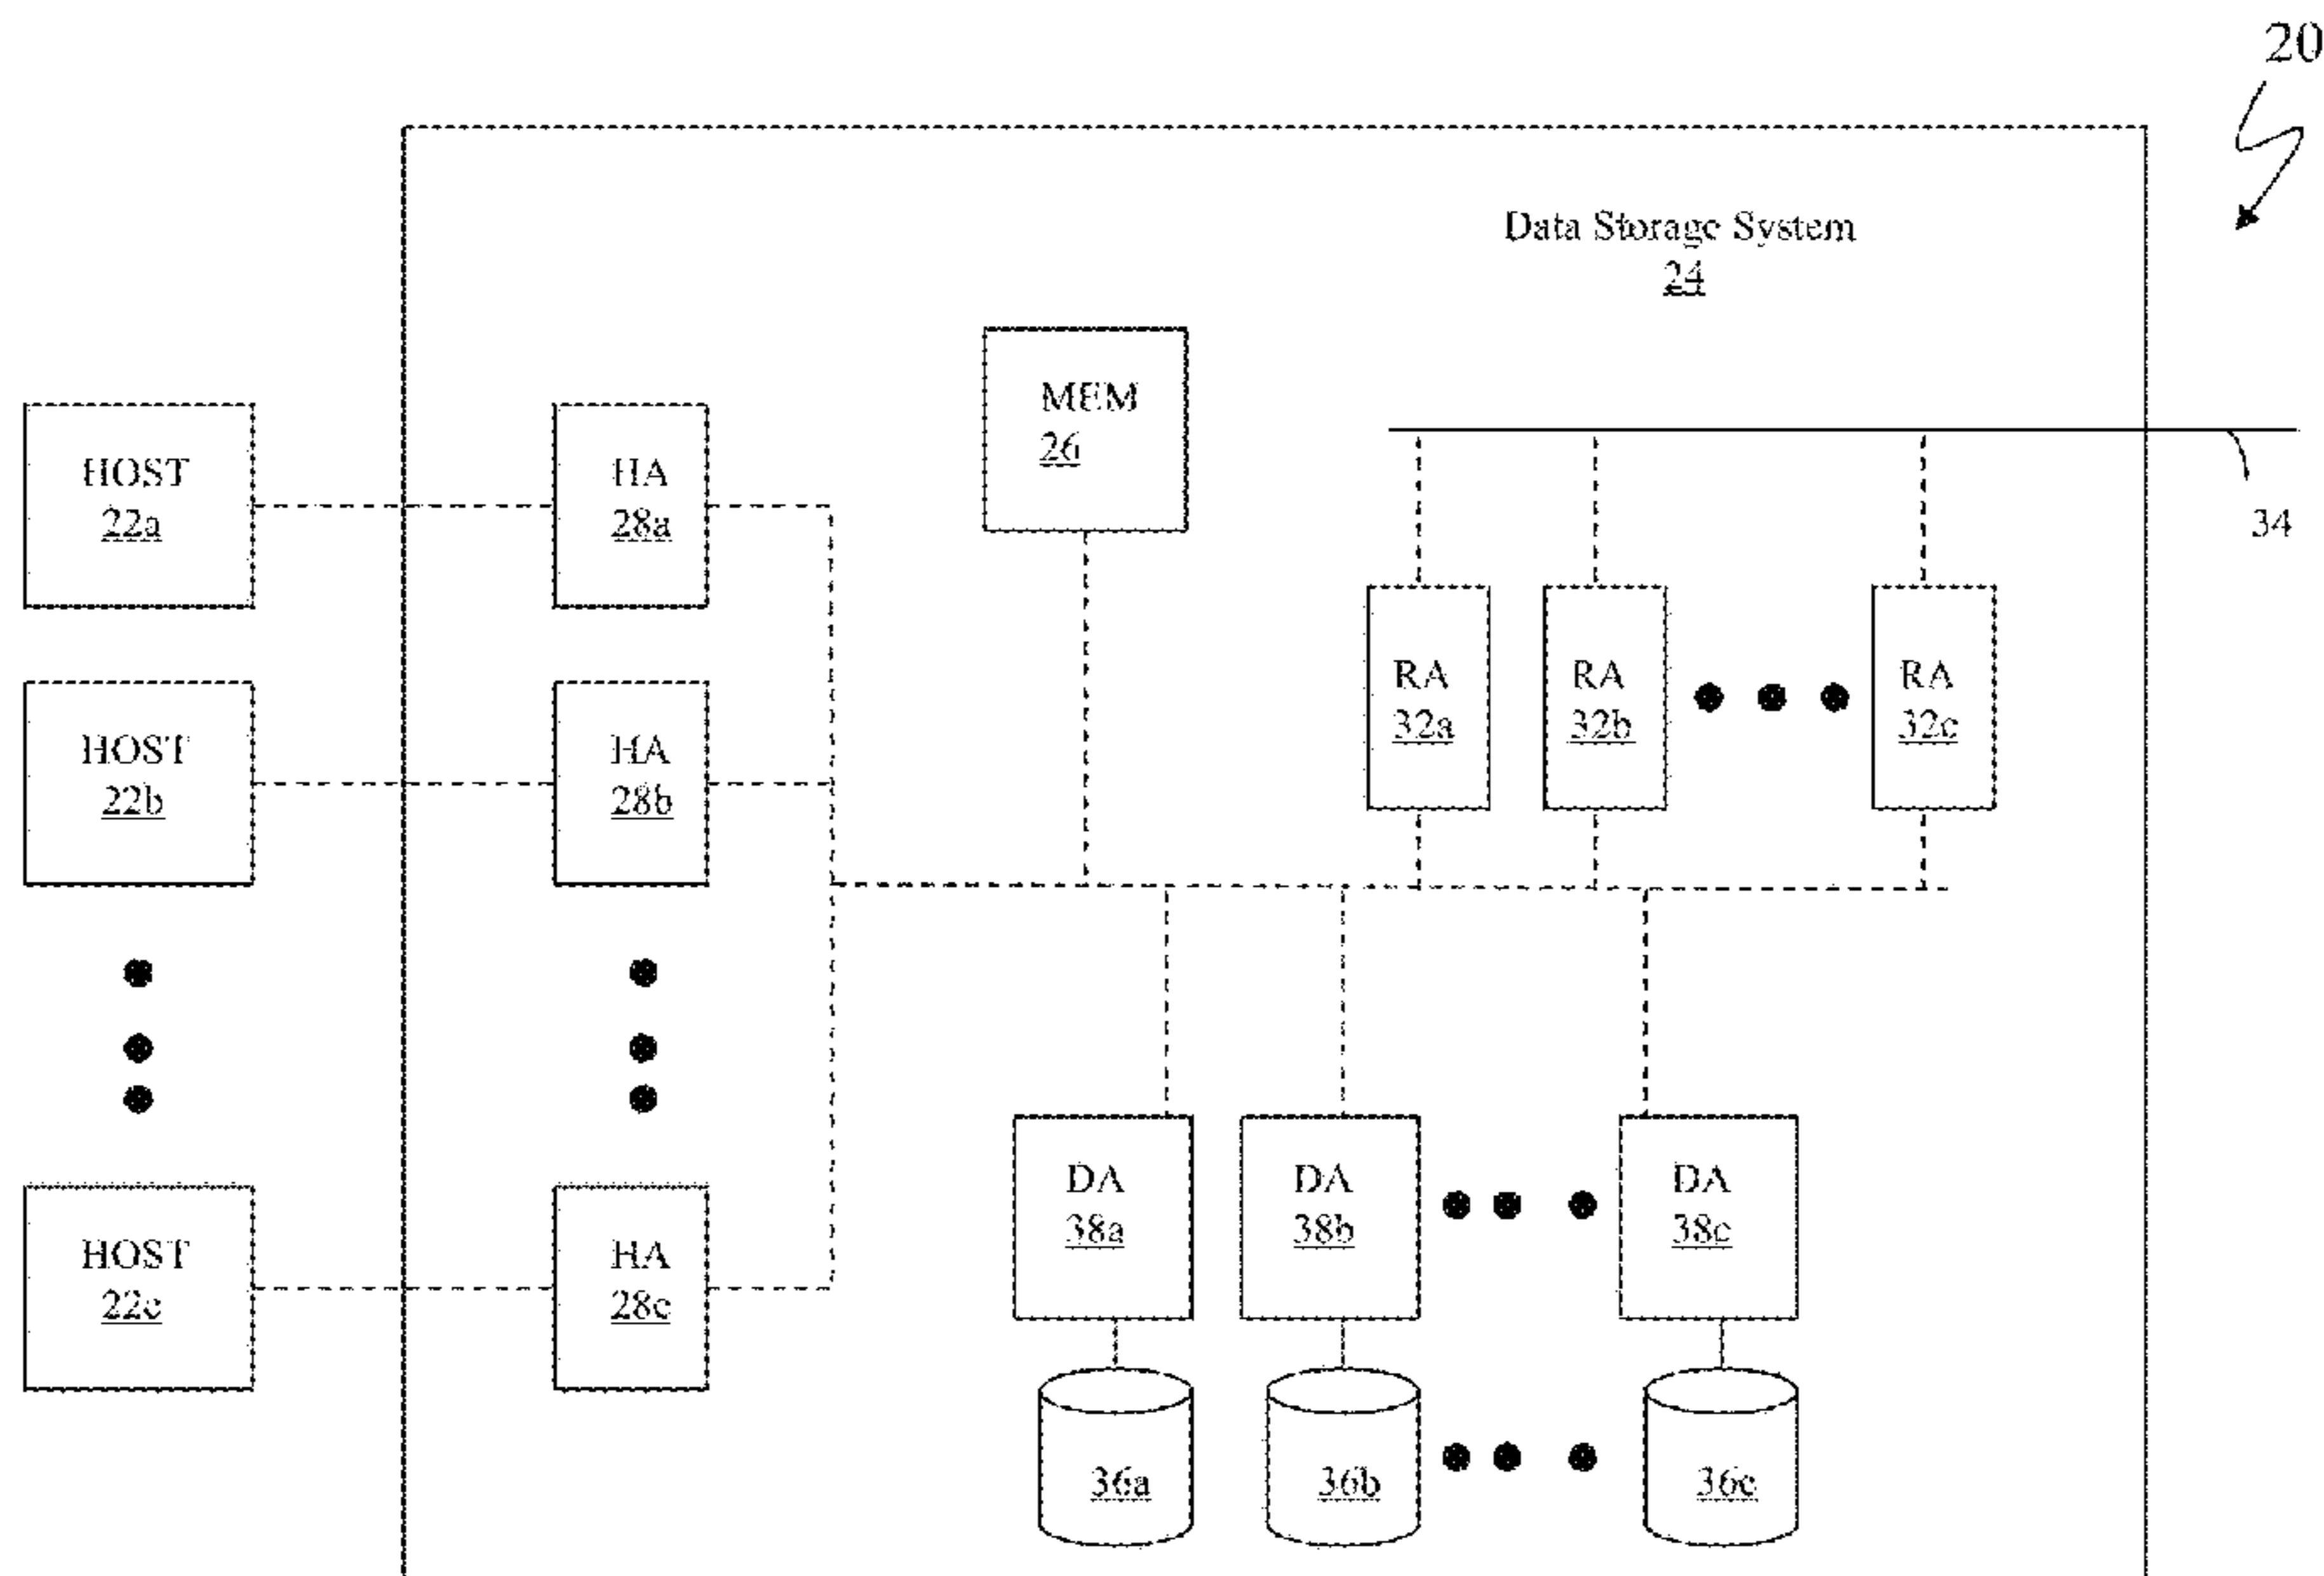 20
Data Storage System
24
MEM
26
HOST
22a
HA
28a
34
RA
32a
RA
32b
RA
32c
HOST
22b
HA
28b
DA
38a
DA
38b
DA
38c
HOST
22c
HA
28c
36a
36b
36c